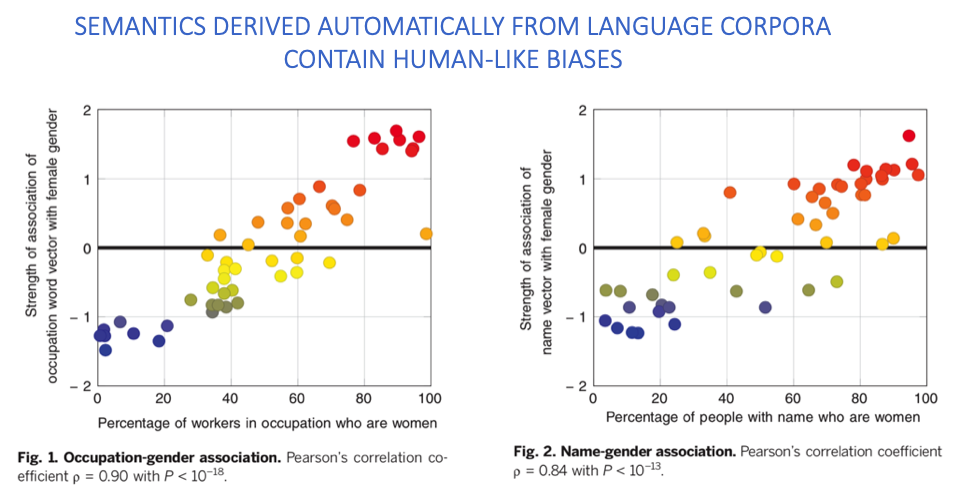 SEMANTICS DERIVED AUTOMATICALLY FROM LANGUAGE CORPORA
CONTAIN HUMAN-LIKE BIASES
Strength of association of
occupation word vector with female gender
2
1
0
– 1
– 2
0 20 40 60 80 100
Percentage of workers in occupation who are women
Fig. 1. Occupation-gender association. Pearson's correlation co-
efficient ρ = 0.90 with P < 10⁻¹⁸.
Strength of association of
name vector with female gender
2
1
0
– 1
– 2
0 20 40 60 80 100
Percentage of people with name who are women
Fig. 2. Name-gender association. Pearson's correlation coefficient
ρ = 0.84 with P < 10⁻¹³.